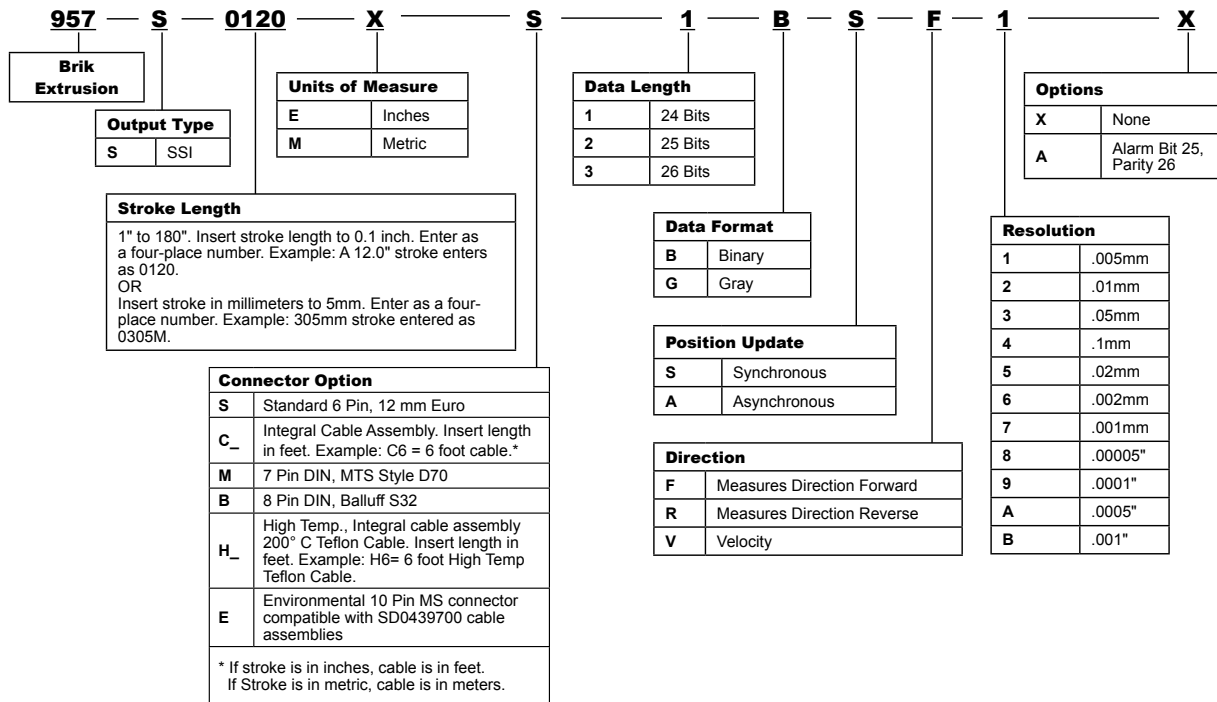 957 — S — 0120 — X — S — 1 — B — S — F — 1 — X
Brik
Extrusion
Output Type
S SSI
Stroke Length
1" to 180". Insert stroke length to 0.1 inch. Enter as
a four-place number. Example: A 12.0" stroke enters
as 0120.
OR
Insert stroke in millimeters to 5mm. Enter as a four-
place number. Example: 305mm stroke entered as
0305M.
Units of Measure
E Inches
M Metric
Connector Option
S Standard 6 Pin, 12 mm Euro
C_ Integral Cable Assembly. Insert length
in feet. Example: C6 = 6 foot cable.*
M 7 Pin DIN, MTS Style D70
B 8 Pin DIN, Balluff S32
H_ High Temp., Integral cable assembly
200° C Teflon Cable. Insert length in
feet. Example: H6= 6 foot High Temp
Teflon Cable.
E Environmental 10 Pin MS connector
compatible with SD0439700 cable
assemblies
* If stroke is in inches, cable is in feet.
If Stroke is in metric, cable is in meters.
Data Length
1 24 Bits
2 25 Bits
3 26 Bits
Data Format
B Binary
G Gray
Position Update
S Synchronous
A Asynchronous
Direction
F Measures Direction Forward
R Measures Direction Reverse
V Velocity
Resolution
1 .005mm
2 .01mm
3 .05mm
4 .1mm
5 .02mm
6 .002mm
7 .001mm
8 .00005"
9 .0001"
A .0005"
B .001"
Options
X None
A Alarm Bit 25,
Parity 26